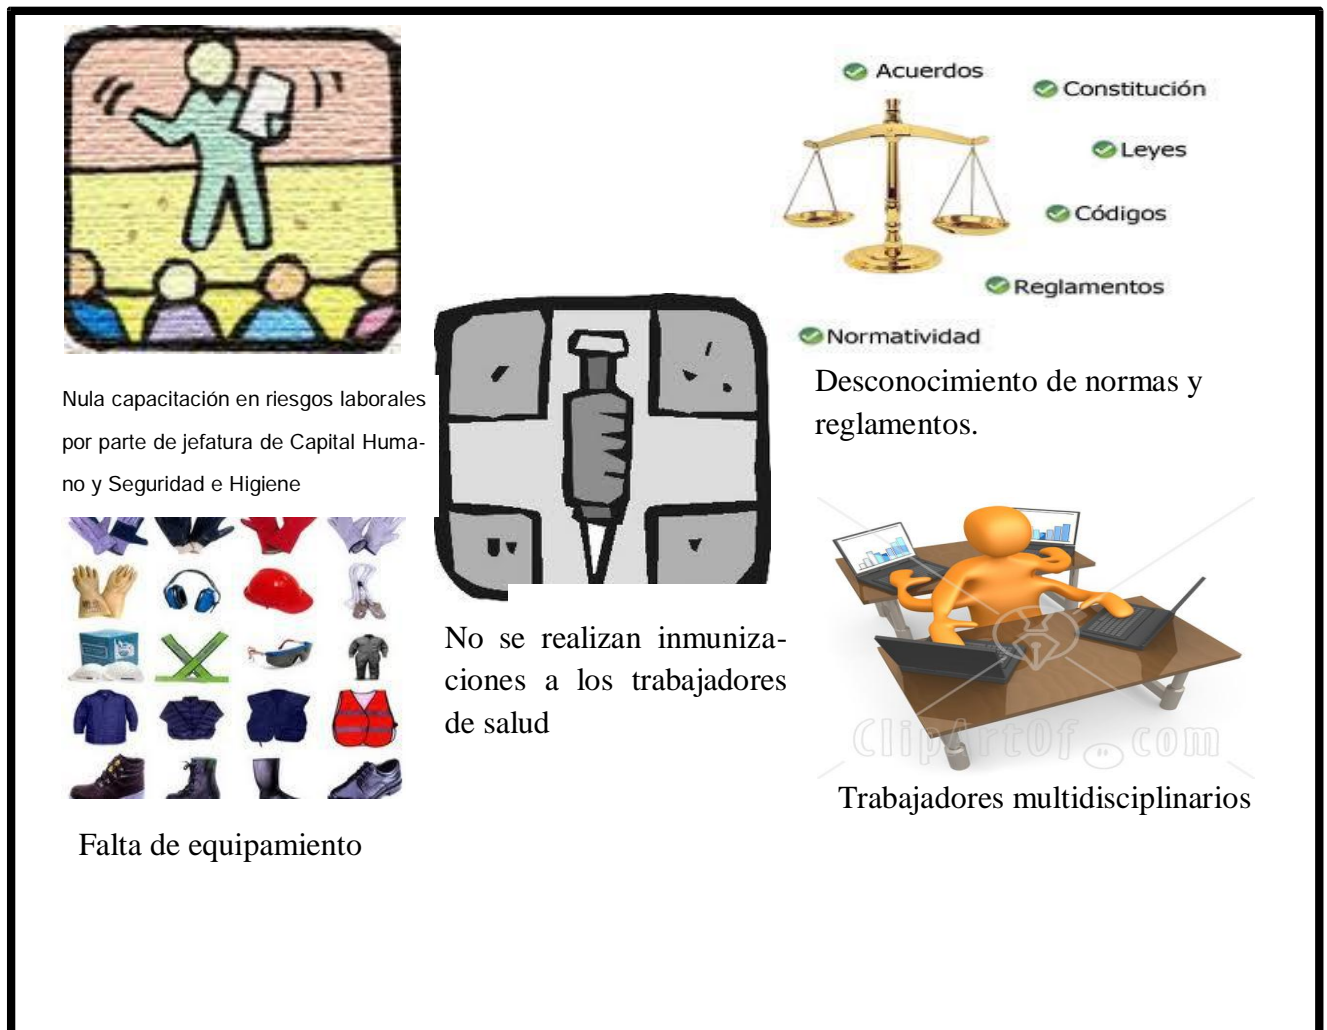 Nula capacitación en riesgos laborales
por parte de jefatura de Capital Huma-
no y Seguridad e Higiene
Falta de equipamiento
No se realizan inmuniza-
ciones a los trabajadores
de salud
Acuerdos
Constitución
Leyes
Códigos
Reglamentos
Normatividad
Desconocimiento de normas y
reglamentos.
ClipArtOf.com
Trabajadores multidisciplinarios